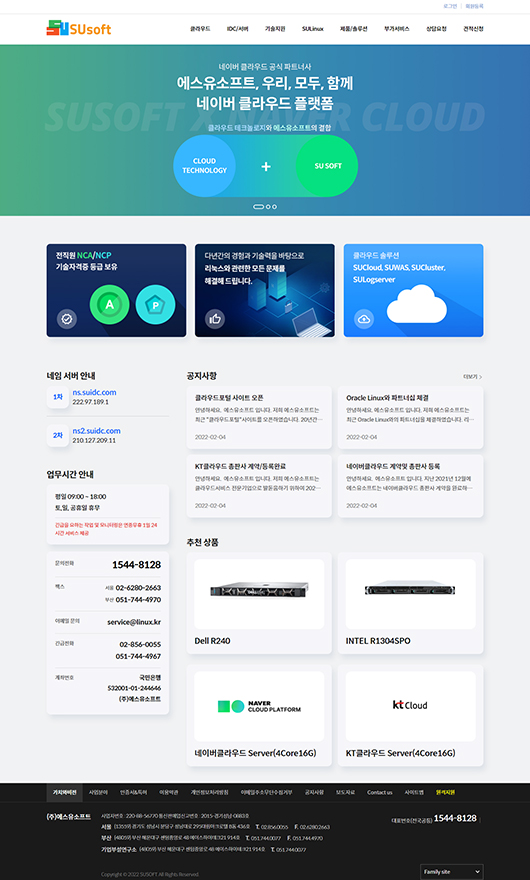 로그인 | 회원등록
SUsoft
클라우드 IDC/서버 기술지원 SULinux 제품/솔루션 부가서비스 상담요청 견적신청
네이버 클라우드 공식 파트너사
에스유소프트, 우리, 모두, 함께
네이버 클라우드 플랫폼
SUSOFT X NAVER CLOUD
클라우드 테크놀로지와 에스유소프트의 결합
CLOUD TECHNOLOGY + SU SOFT
전직원 NCA/NCP
기술자격증 등급 보유
A P
다년간의 경험과 기술력을 바탕으로
리눅스와 관련한 모든 문제를
해결해 드립니다.
클라우드 솔루션
SUCloud, SUWAS, SUCluster,
SULogserver
네임 서버 안내
1차 ns.suidc.com
222.97.189.1
2차 ns2.suidc.com
210.127.209.11
업무시간 안내
평일 09:00 ~ 18:00
토,일, 공휴일 휴무
긴급을 요하는 작업 및 모니터링은 연중무휴 1일 24
시간 서비스 제공
문의전화 1544-8128
팩스 서울 02-6280-2663
부산 051-744-4970
이메일 문의 service@linux.kr
긴급전화 02-856-0055
051-744-4967
계좌번호 국민은행
532001-01-244646
(주)에스유소프트
공지사항 더보기 >
클라우드포털 사이트 오픈
안녕하세요. 에스유소프트 입니다. 저희 에스유소프트는
최근 "클라우드포털"사이트를 오픈하였습니다. 20년간...
2022-02-04
Oracle Linux와 파트너십 체결
안녕하세요. 에스유소프트 입니다. 저희 에스유소프트는
최근 Oracle Linux와의 파트너십을 체결하였습니다. 리...
2022-02-04
KT클라우드 총판사 계약/등록완료
안녕하세요. 에스유소프트 입니다. 저희 에스유소프트는
클라우드서비스 전문기업으로 발돋움하기 위하여 202...
2022-02-04
네이버클라우드 계약및 총판사 등록
안녕하세요. 에스유소프트 입니다. 지난 2021년 12월에
에스유소프트는 네이버클라우드 총판사 계약을 완료하...
2022-02-04
추천 상품
Dell R240
INTEL R1304SPO
NAVER
CLOUD PLATFORM
네이버클라우드 Server(4Core16G)
kt Cloud
KT클라우드 Server(4Core16G)
가치와비전 사업분야 인증서&특허 이용약관 개인정보처리방침 이메일주소무단수집거부 공지사항 보도자료 Contact us 사이트맵 원격지원
(주)에스유소프트
사업자번호 220-88-56770 통신판매업신고번호 2015-경기성남-0883호
서울
T. 02.856.0055 F. 02.6280.2663
부산
T. 051.744.0077 F. 051.744.4970
기업부설연구소
T. 051.744.0077
대표번호(전국공통) 1544-8128
Copyright © 2022 SUSOFT All Rights Reserved.
Family site